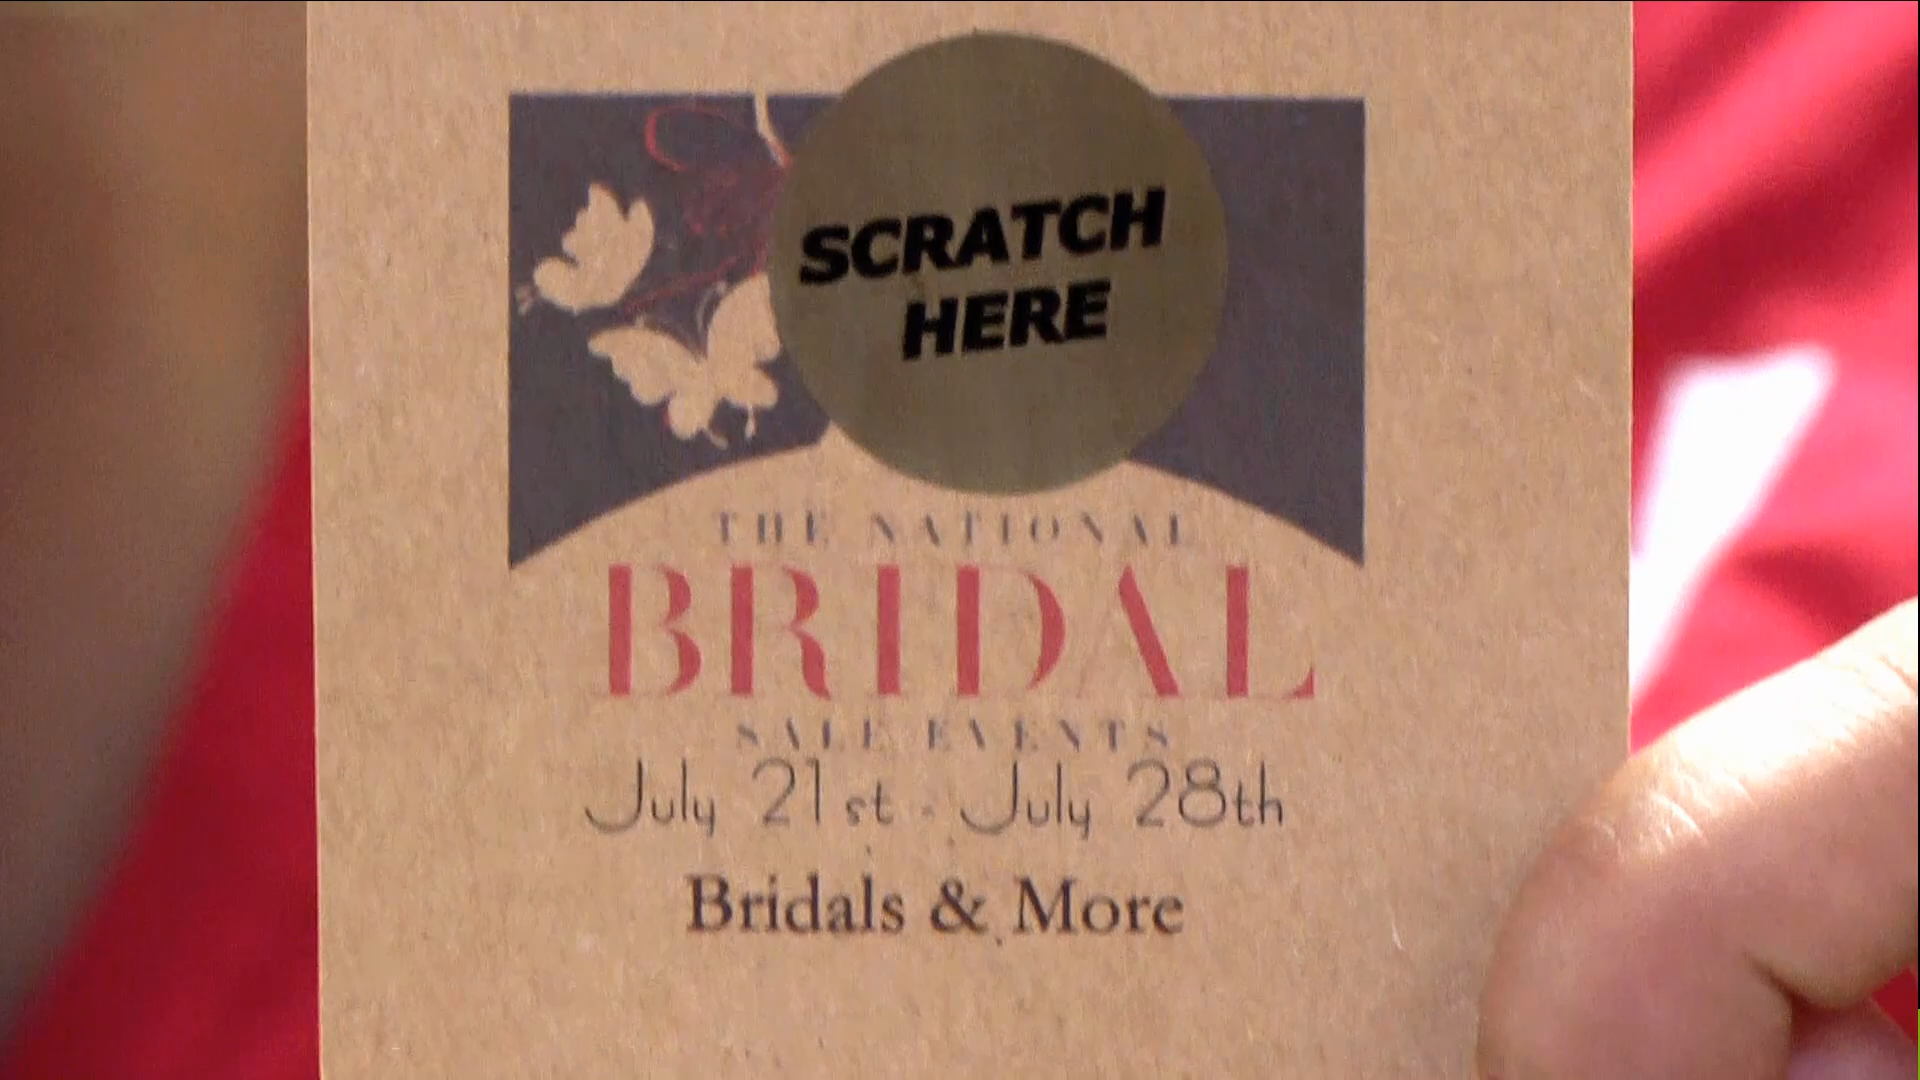 SCRATCH
HERE
THE NATIONAL
BRIDAL
SALE EVENTS
July 21st - July 28th
Bridals & More